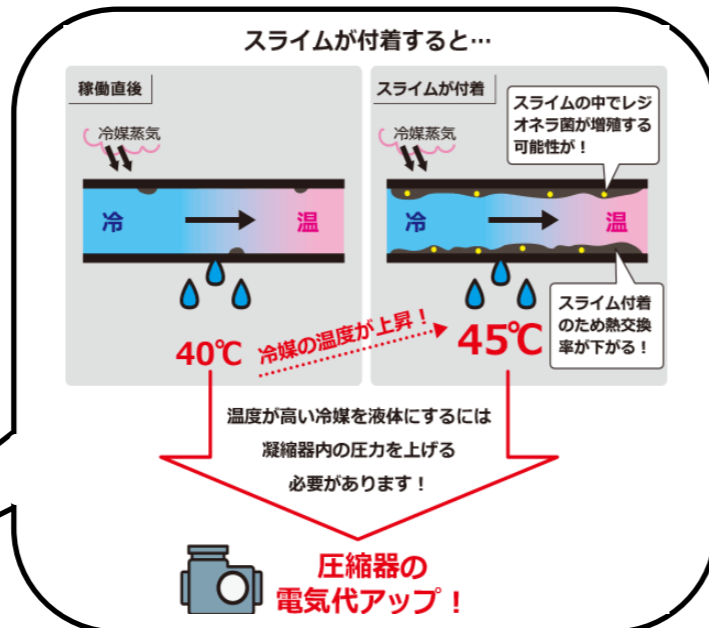 スライムが付着すると…
稼働直後
冷媒蒸気
冷
温
40℃
スライムが付着
冷媒蒸気
スライムの中でレジ
オネラ菌が増殖する
可能性が！
冷
温
スライム付着
のため熱交換
率が下がる！
45℃
冷媒の温度が上昇！
温度が高い冷媒を液体にするには
凝縮器内の圧力を上げる
必要があります！
圧縮器の
電気代アップ！